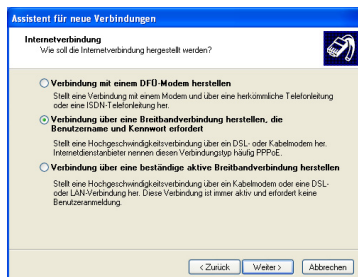 Assistent für neue Verbindungen
Internetverbindung
Wie soll die Internetverbindung hergestellt werden?
Verbindung mit einem DFÜ-Modem herstellen
Stellt eine Verbindung mit einem Modem und über eine herkömmliche Telefonleitung
oder eine ISDN-Telefonleitung her.
Verbindung über eine Breitbandverbindung herstellen, die
Benutzername und Kennwort erfordert
Stellt eine Hochgeschwindigkeitsverbindung über ein DSL- oder Kabelmodem her.
Internetdienstanbieter nennen diesen Verbindungstyp häufig PPPoE.
Verbindung über eine beständige aktive Breitbandverbindung herstellen
Stellt eine Hochgeschwindigkeitsverbindung über ein Kabelmodem oder eine DSL-
oder LAN-Verbindung her. Diese Verbindung ist immer aktiv und erfordert keine
Benutzeranmeldung.
< Zurück Weiter > Abbrechen